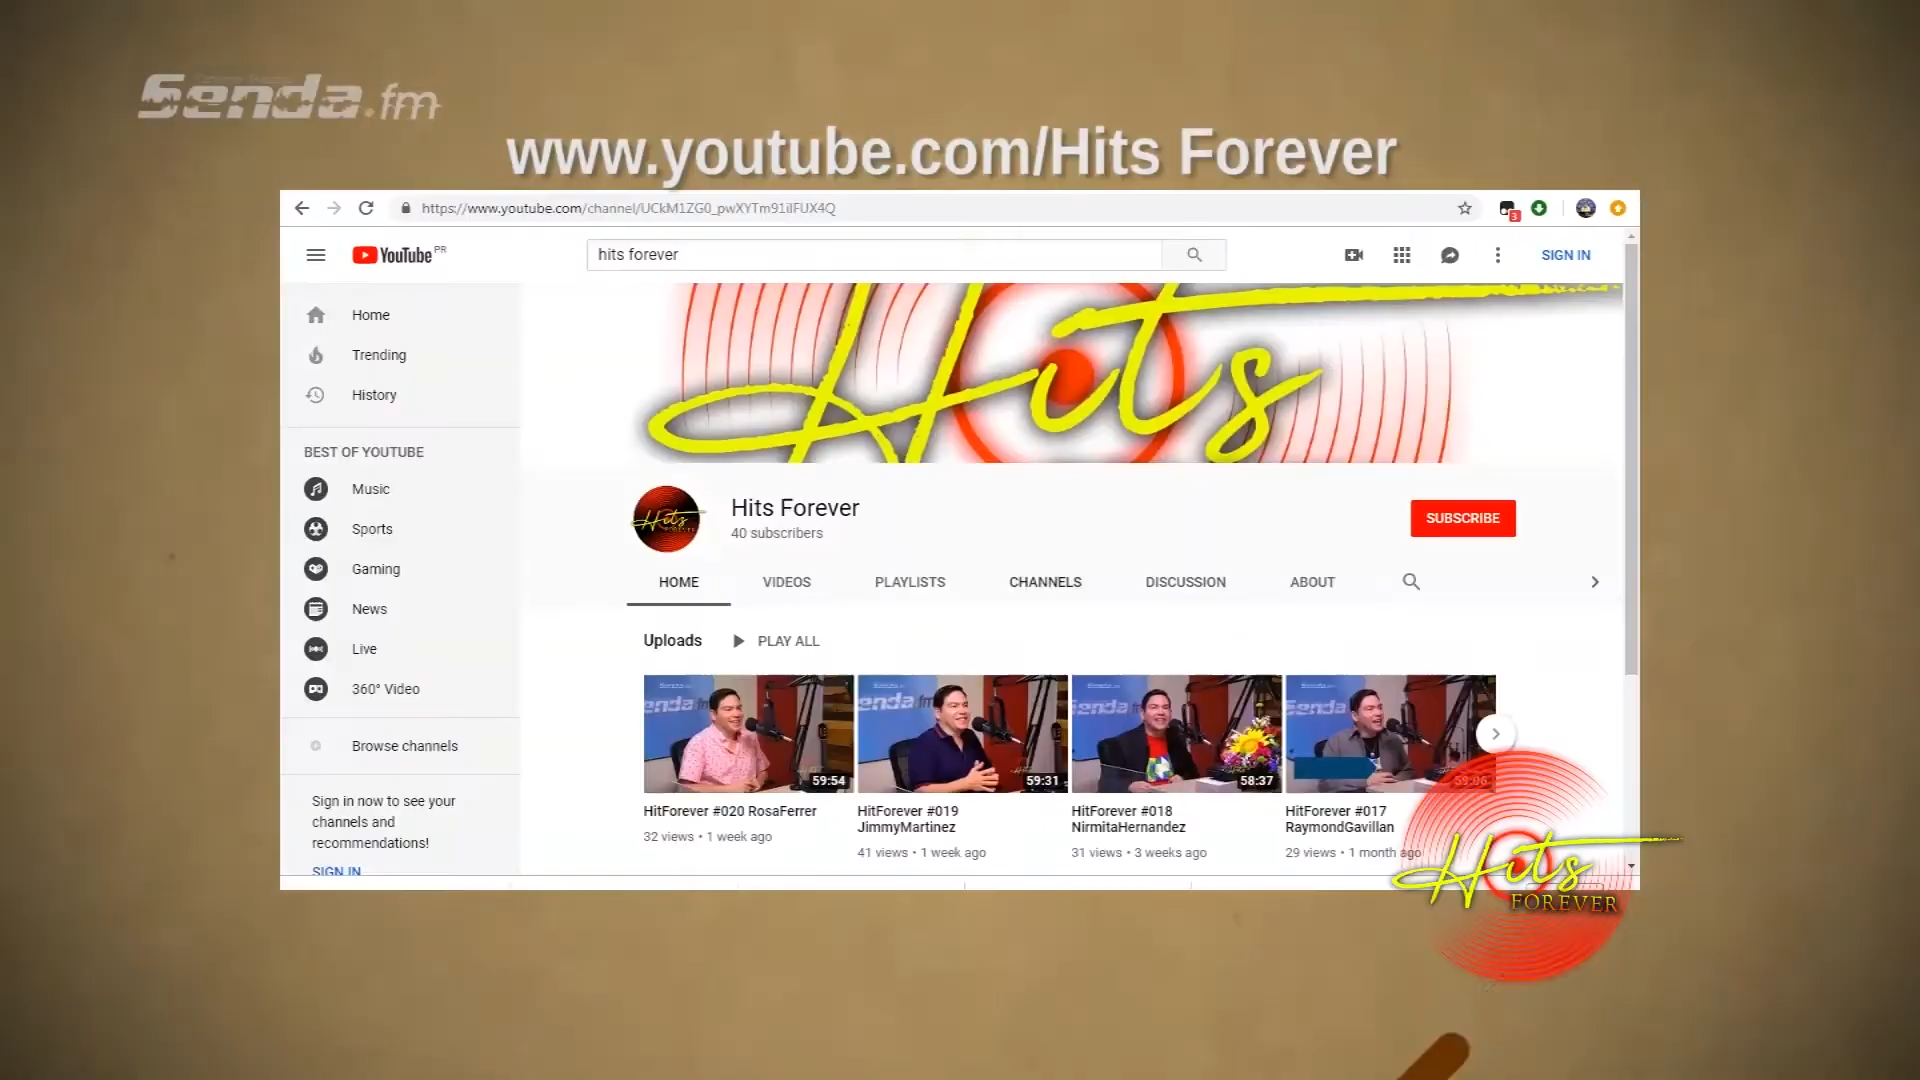 Senda.fm
www.youtube.com/Hits Forever
https://www.youtube.com/channel/UCkM1ZG0_pwXYTm91ilFUX4Q
3
YouTube PR
hits forever
SIGN IN
Home
Trending
History
BEST OF YOUTUBE
Music
Sports
Gaming
News
Live
360° Video
Browse channels
Sign in now to see your
channels and
recommendations!
SIGN IN
Hits
Hits
Hits Forever
40 subscribers
SUBSCRIBE
HOME VIDEOS PLAYLISTS CHANNELS DISCUSSION ABOUT
Uploads PLAY ALL
59:54 59:31 58:37 59:06
HitForever #020 RosaFerrer
32 views • 1 week ago
HitForever #019
JimmyMartinez
41 views • 1 week ago
HitForever #018
NirmitaHernandez
31 views • 3 weeks ago
HitForever #017
RaymondGavillan
29 views • 1 month ago
Hits
FOREVER